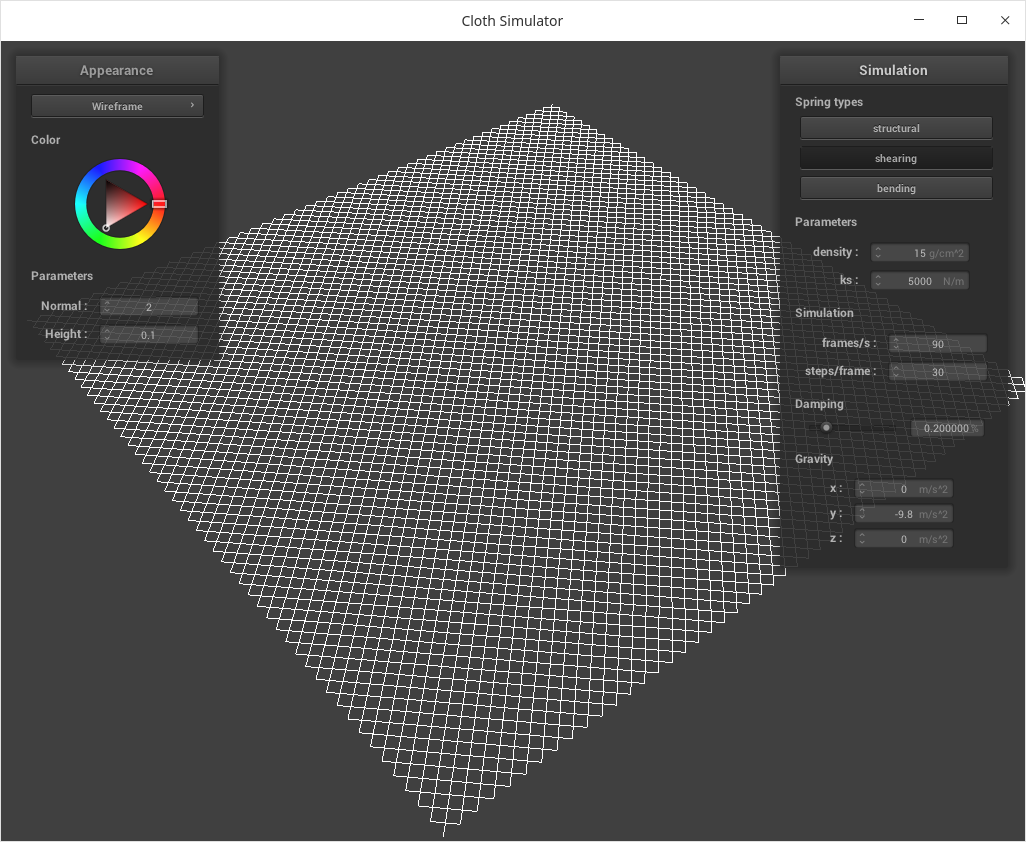 Cloth Simulator
Appearance
Wireframe
Color
Parameters
Normal : 2
Height : 0.1
Simulation
Spring types
structural
shearing
bending
Parameters
density : 15 g/cm^2
ks : 5000 N/m
Simulation
frames/s : 90
steps/frame : 30
Damping
0.200000 %
Gravity
x : 0 m/s^2
y : -9.8 m/s^2
z : 0 m/s^2